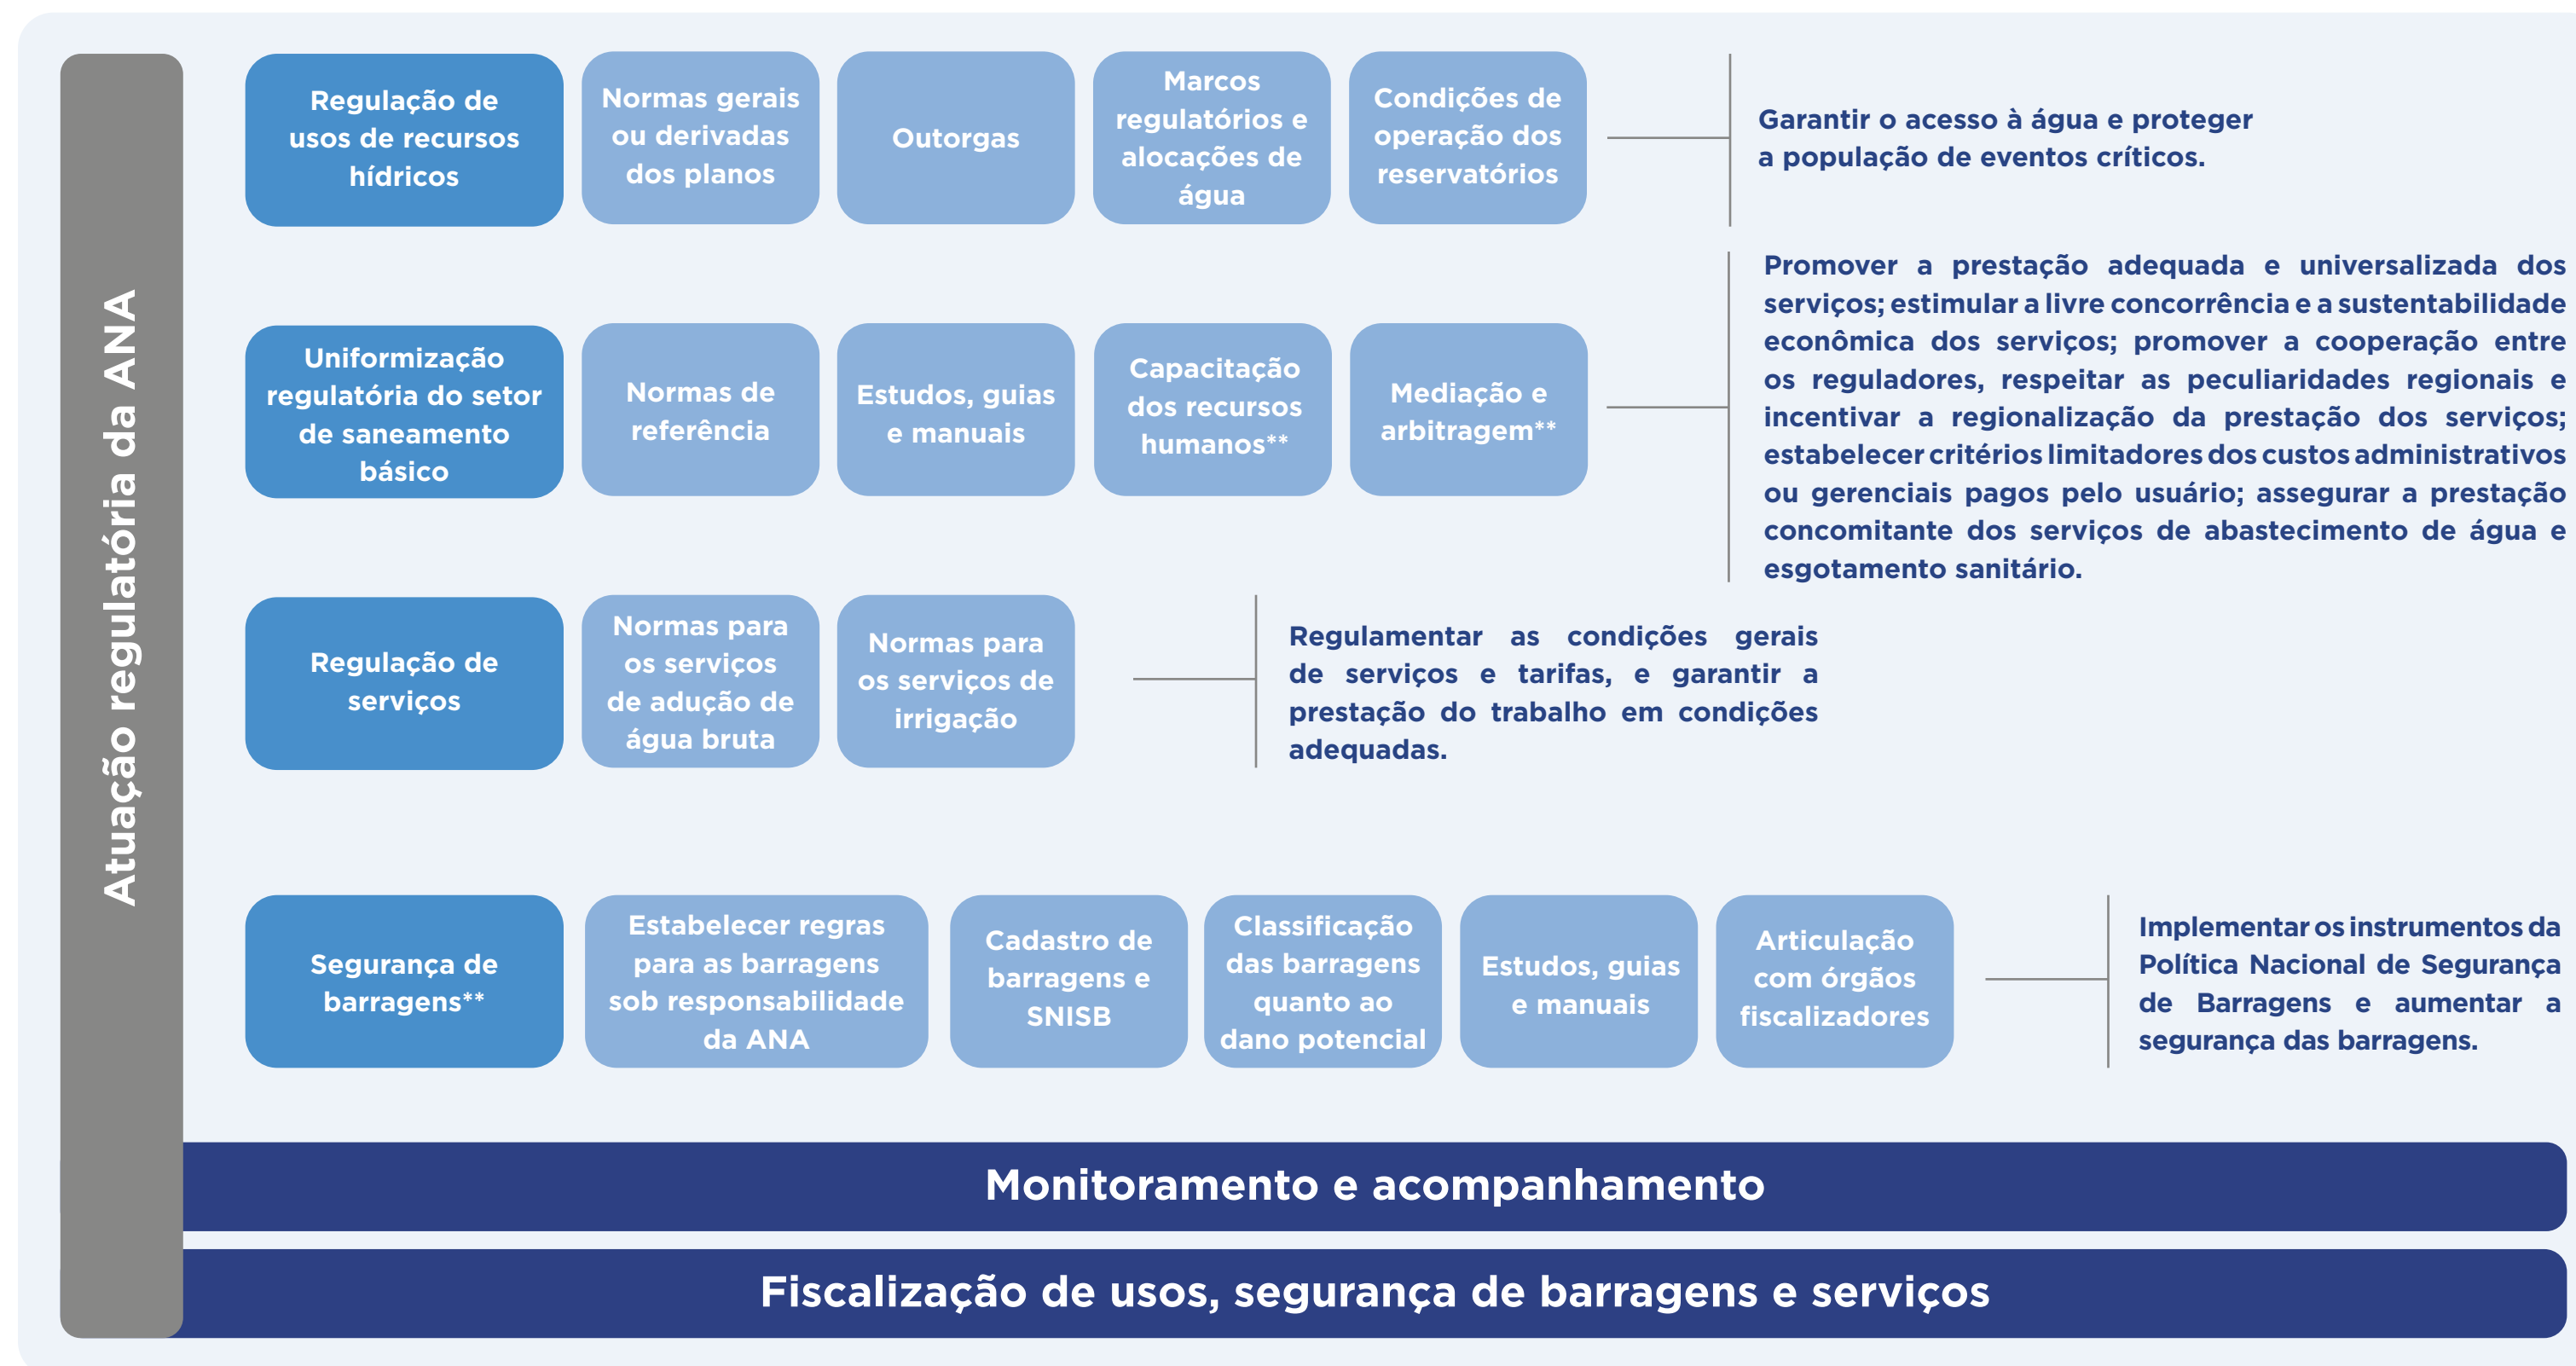 Atuação regulatória da ANA
Regulação de
usos de recursos
hídricos
Normas gerais
ou derivadas
dos planos
Outorgas
Marcos
regulatórios e
alocações de
água
Condições de
operação dos
reservatórios
Garantir o acesso à água e proteger
a população de eventos críticos.
Uniformização
regulatória do setor
de saneamento
básico
Normas de
referência
Estudos, guias
e manuais
Capacitação
dos recursos
humanos**
Mediação e
arbitragem**
Promover a prestação adequada e universalizada dos
serviços; estimular a livre concorrência e a sustentabilidade
econômica dos serviços; promover a cooperação entre
os reguladores, respeitar as peculiaridades regionais e
incentivar a regionalização da prestação dos serviços;
estabelecer critérios limitadores dos custos administrativos
ou gerenciais pagos pelo usuário; assegurar a prestação
concomitante dos serviços de abastecimento de água e
esgotamento sanitário.
Regulação de
serviços
Normas para
os serviços
de adução de
água bruta
Normas para
os serviços de
irrigação
Regulamentar as condições gerais
de serviços e tarifas, e garantir a
prestação do trabalho em condições
adequadas.
Segurança de
barragens**
Estabelecer regras
para as barragens
sob responsabilidade
da ANA
Cadastro de
barragens e
SNISB
Classificação
das barragens
quanto ao
dano potencial
Estudos, guias
e manuais
Articulação
com órgãos
fiscalizadores
Implementar os instrumentos da
Política Nacional de Segurança
de Barragens e aumentar a
segurança das barragens.
Monitoramento e acompanhamento
Fiscalização de usos, segurança de barragens e serviços